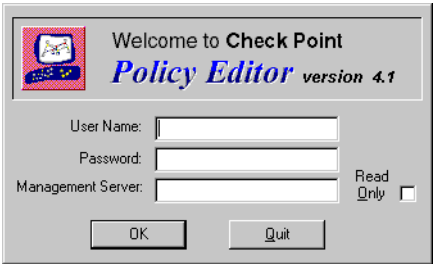 Welcome to Check Point
Policy Editor version 4.1
User Name:
Password:
Management Server:
Read
Only
OK
Quit